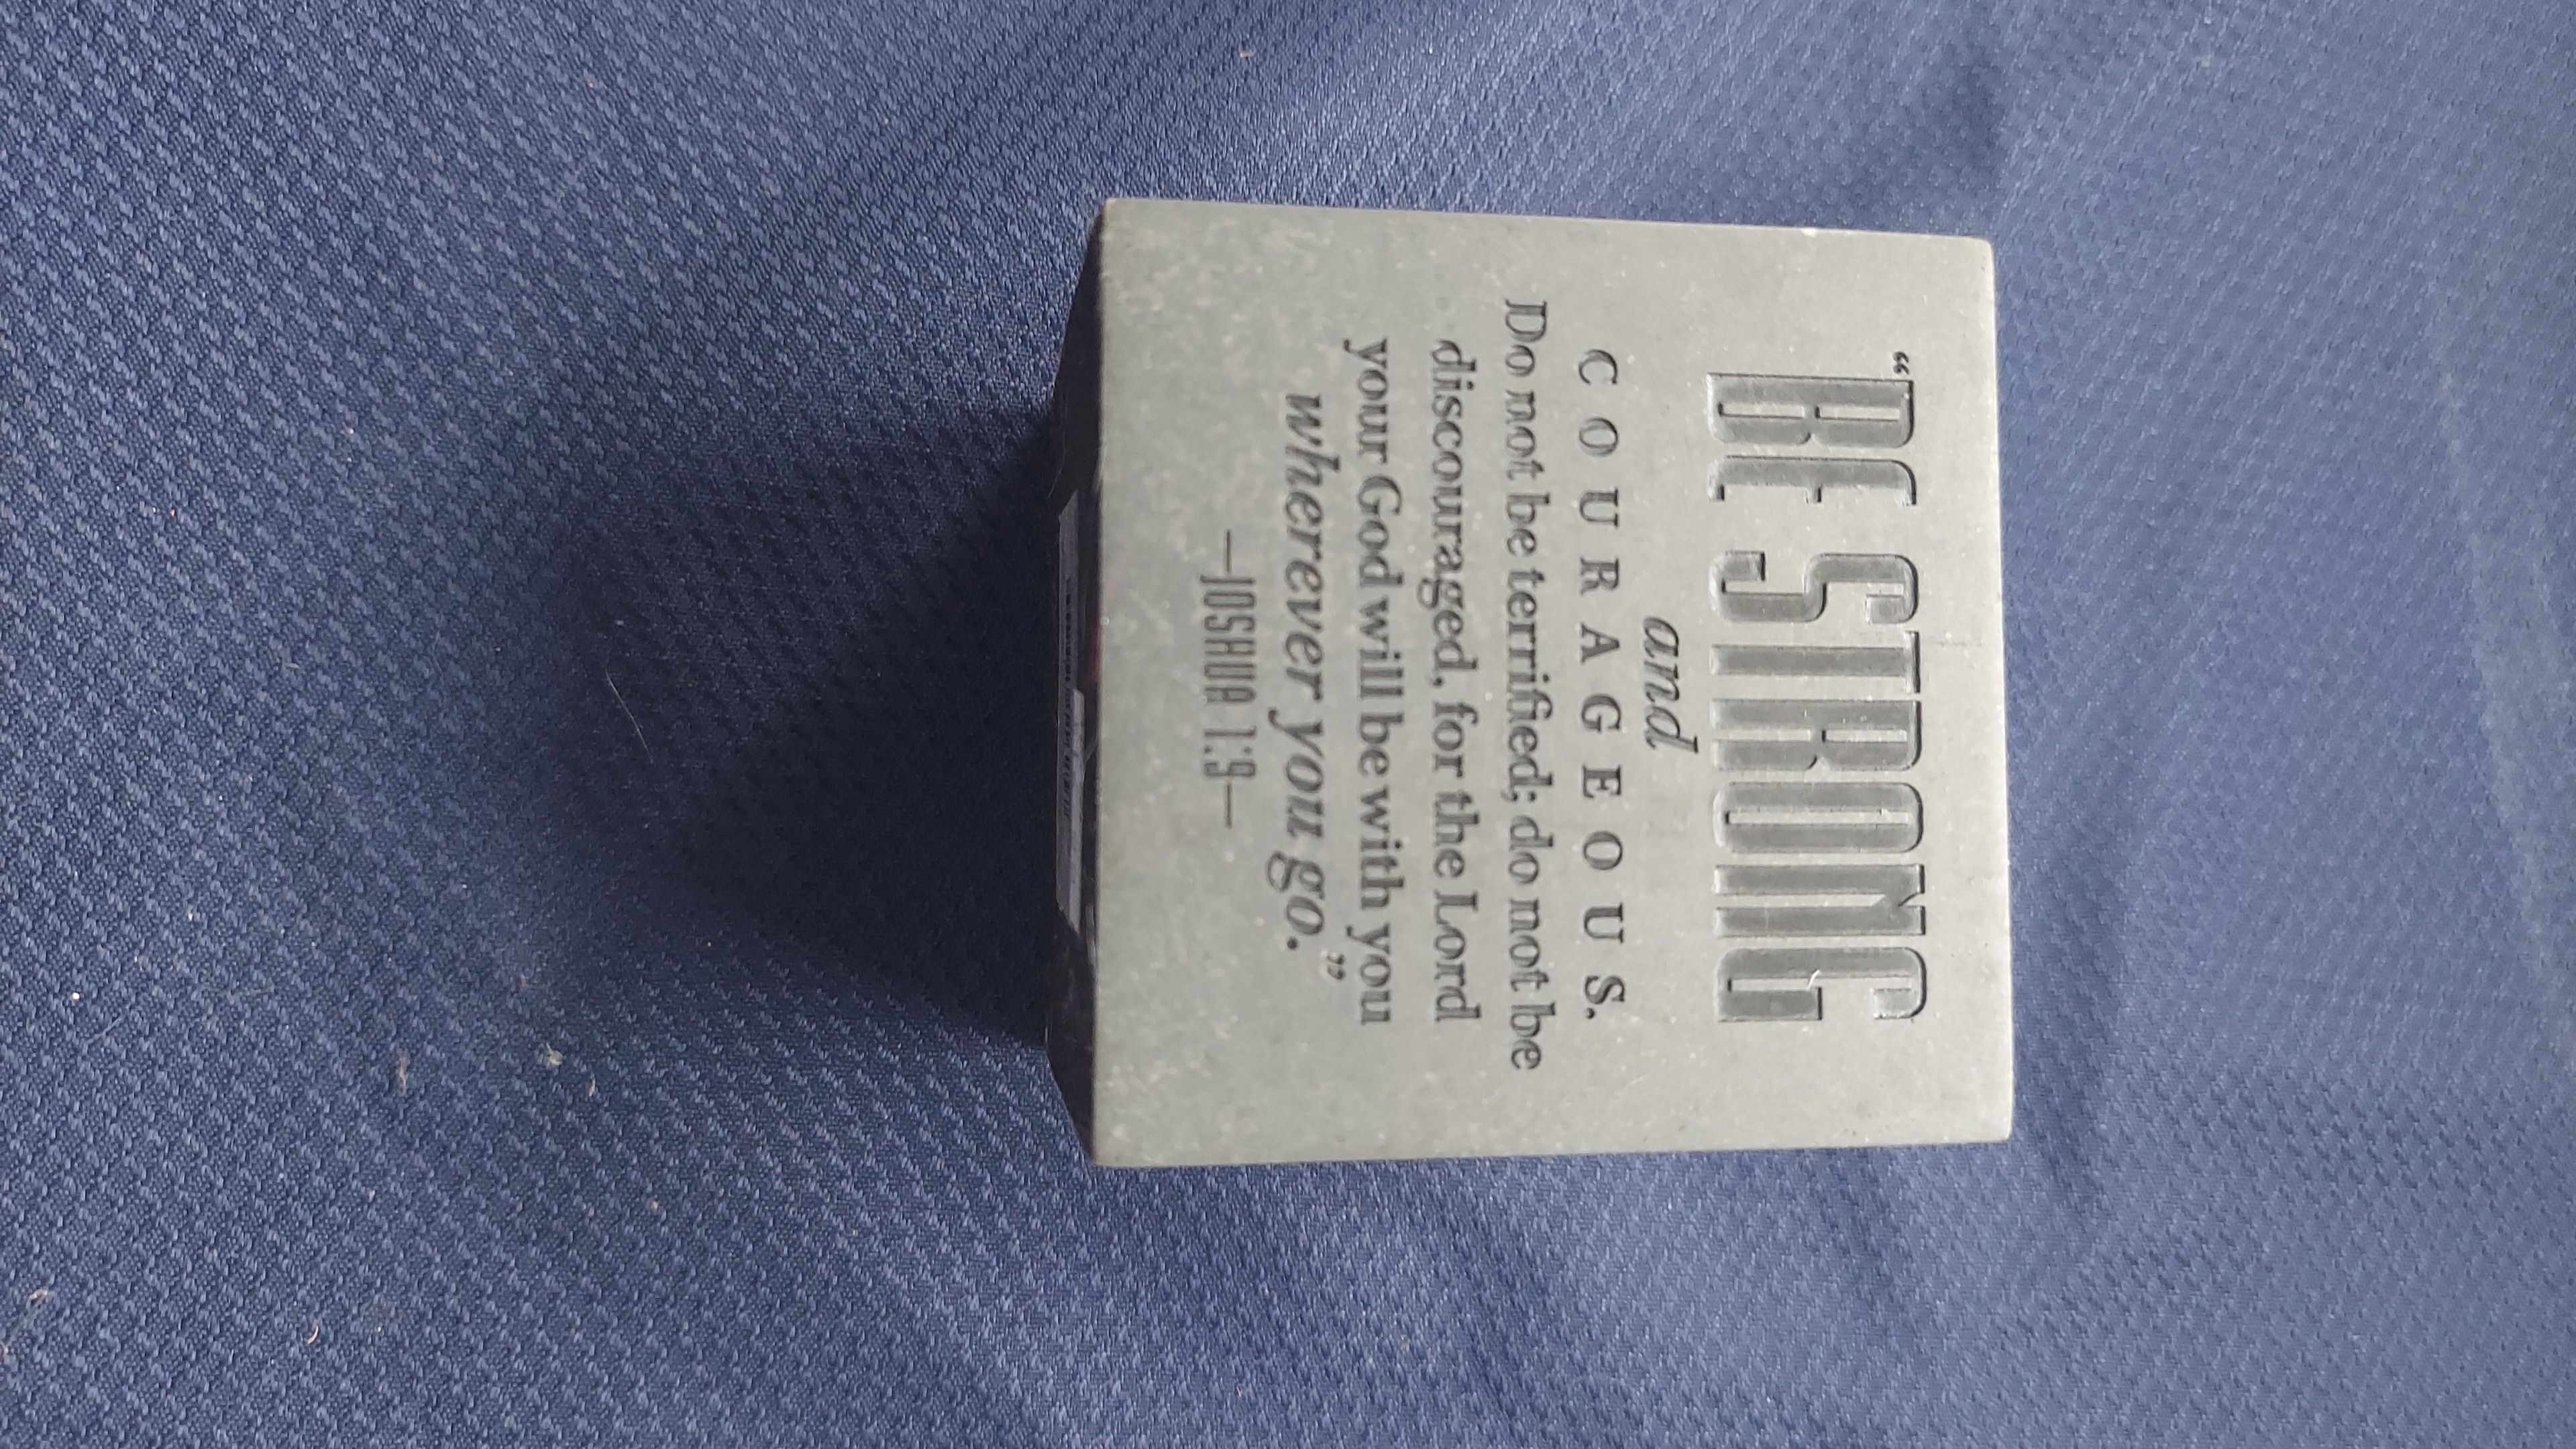 “BE STRONG
and
COURAGEOUS.
Do not be terrified; do not be
discouraged, for the Lord
your God will be with you
wherever you go.”
—JOSHUA 1:9—